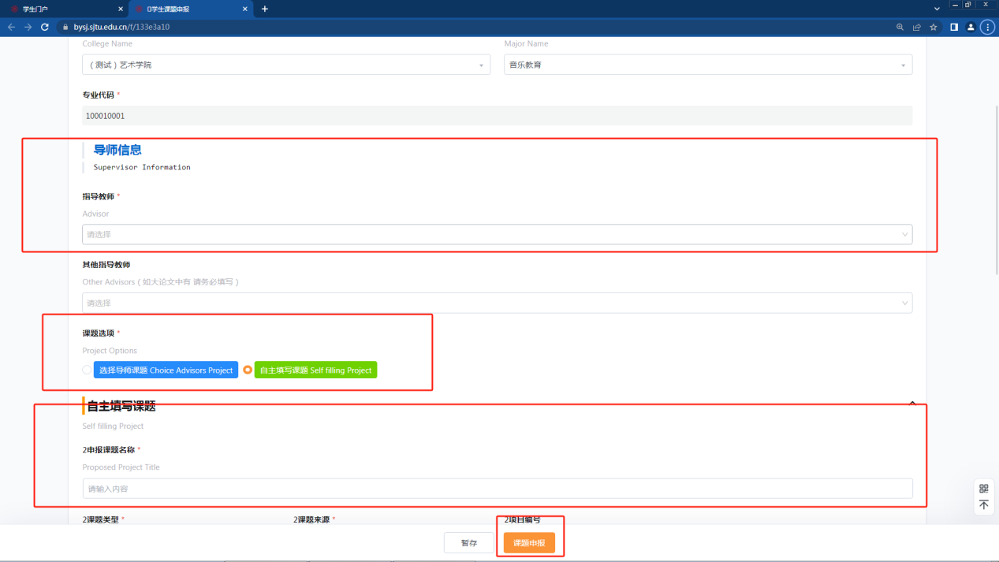 学生门户
D学生课题申报
bysj.sjtu.edu.cn/f/133e3a10
College Name
Major Name
（测试）艺术学院
音乐教育
专业代码 *
100010001
导师信息
Supervisor Information
指导教师 *
Advisor
请选择
其他指导教师
Other Advisors（如大论文中有 请务必填写）
请选择
课题选项 *
Project Options
选择导师课题 Choice Advisors Project
自主填写课题 Self filling Project
自主填写课题
Self filling Project
2申报课题名称 *
Proposed Project Title
请输入内容
2课题类型 *
2课题来源 *
2项目编号
暂存
课题申报